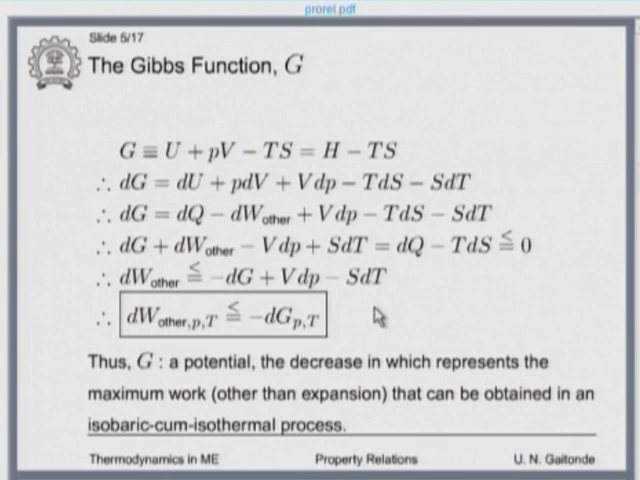 prorel.pdf
Slide 5/17
The Gibbs Function, G
G ≡ U + pV − TS = H − TS
∴ dG = dU + pdV + Vdp − TdS − SdT
∴ dG = dQ − dW_other + Vdp − TdS − SdT
∴ dG + dW_other − Vdp + SdT = dQ − TdS ≦ 0
∴ dW_other ≦ −dG + Vdp − SdT
∴ dW_other,p,T ≦ −dG_p,T
Thus, G : a potential, the decrease in which represents the
maximum work (other than expansion) that can be obtained in an
isobaric-cum-isothermal process.
Thermodynamics in ME Property Relations U. N. Gaitonde